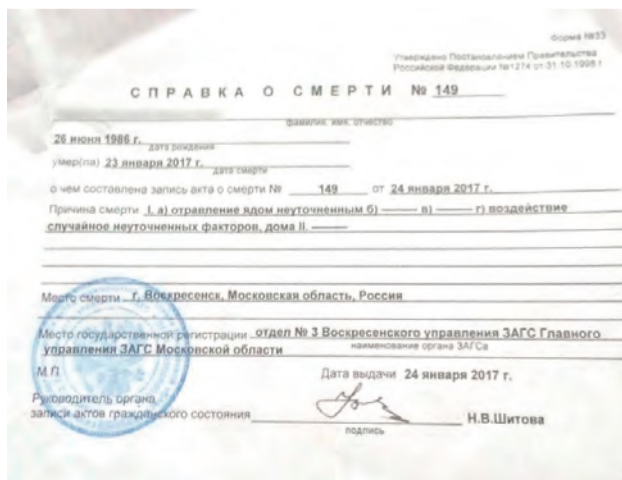 Форма №33
Утверждено Постановлением Правительства
Российской Федерации №1274 от 31.10.1998 г
СПРАВКА О СМЕРТИ № 149
фамилия, имя, отчество
26 июня 1986 г.
дата рождения
умер(ла) 23 января 2017 г.
дата смерти
о чем составлена запись акта о смерти № 149 от 24 января 2017 г.
Причина смерти I. а) отравление ядом неуточненным б) ——— в) ——— г) воздействие
случайное неуточненных факторов, дома II. ———
Место смерти г. Воскресенск, Московская область, Россия
Место государственной регистрации отдел № 3 Воскресенского управления ЗАГС Главного
управления ЗАГС Московской области
наименование органа ЗАГСа
М.П.
Дата выдачи 24 января 2017 г.
Руководитель органа
записи актов гражданского состояния
Н.В.Шитова
подпись